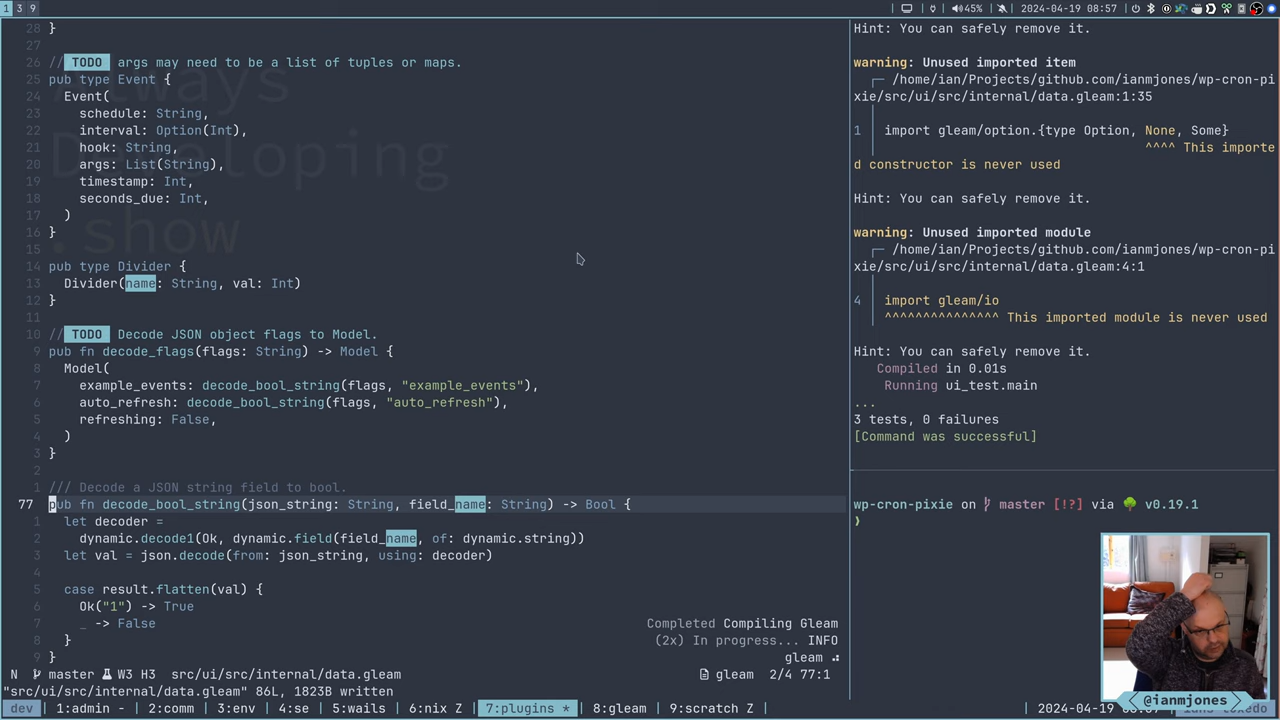 1 3 9
45%
2024-04-19 08:57
28 }
27
26 // TODO args may need to be a list of tuples or maps.
25 pub type Event {
24 Event(
23 schedule: String,
22 interval: Option(Int),
21 hook: String,
20 args: List(String),
19 timestamp: Int,
18 seconds_due: Int,
17 )
16 }
15
14 pub type Divider {
13 Divider(name: String, val: Int)
12 }
11
10 // TODO Decode JSON object flags to Model.
9 pub fn decode_flags(flags: String) -> Model {
8 Model(
7 example_events: decode_bool_string(flags, "example_events"),
6 auto_refresh: decode_bool_string(flags, "auto_refresh"),
5 refreshing: False,
4 )
3 }
2
1 /// Decode a JSON string field to bool.
77 pub fn decode_bool_string(json_string: String, field_name: String) -> Bool {
1 let decoder =
2 dynamic.decode1(Ok, dynamic.field(field_name, of: dynamic.string))
3 let val = json.decode(from: json_string, using: decoder)
4
5 case result.flatten(val) {
6 Ok("1") -> True
7 _ -> False
8 }
9 }
Always
Developing
.show
Completed Compiling Gleam
(2x) In progress... INFO
gleam
N master W3 H3 src/ui/src/internal/data.gleam
gleam 2/4 77:1
"src/ui/src/internal/data.gleam" 86L, 1823B written
Hint: You can safely remove it.
warning: Unused imported item
/home/ian/Projects/github.com/ianmjones/wp-cron-pi
xie/src/ui/src/internal/data.gleam:1:35
1 import gleam/option.{type Option, None, Some}
^^^^ This importe
d constructor is never used
Hint: You can safely remove it.
warning: Unused imported module
/home/ian/Projects/github.com/ianmjones/wp-cron-pi
xie/src/ui/src/internal/data.gleam:4:1
4 import gleam/io
^^^^^^^^^^^^^^^ This imported module is never used
Hint: You can safely remove it.
Compiled in 0.01s
Running ui_test.main
...
3 tests, 0 failures
[Command was successful]
wp-cron-pixie on master [!?] via v0.19.1
❯
@ianmjones
dev 1:admin - 2:comm 3:env 4:se 5:wails 6:nix Z 7:plugins * 8:gleam 9:scratch Z
2024-04-19